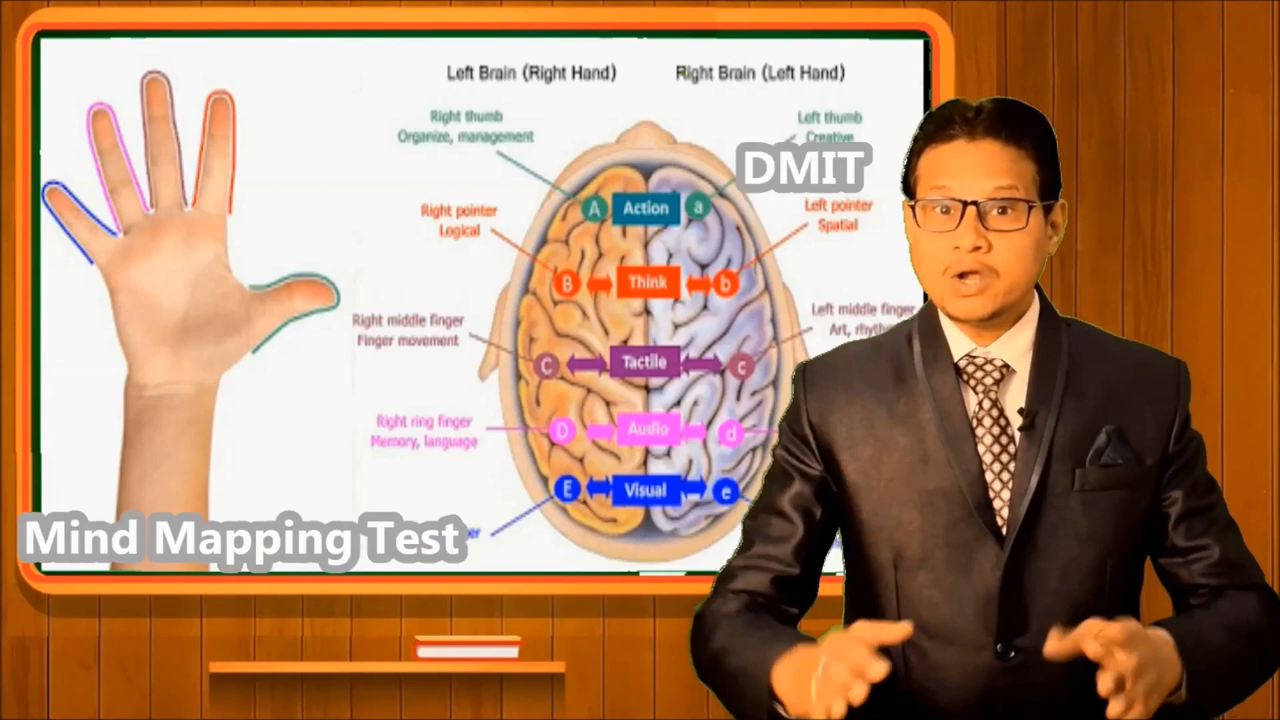 Left Brain (Right Hand)
Right Brain (Left Hand)
Right thumb
Organize, management
Left thumb
Creative
DMIT
A
Action
a
Right pointer
Logical
Left pointer
Spatial
B
Think
b
Right middle finger
Finger movement
Left middle finger
Art,
C
Tactile
c
Right ring finger
Memory, language
D
Audio
d
E
Visual
e
Mind Mapping Test